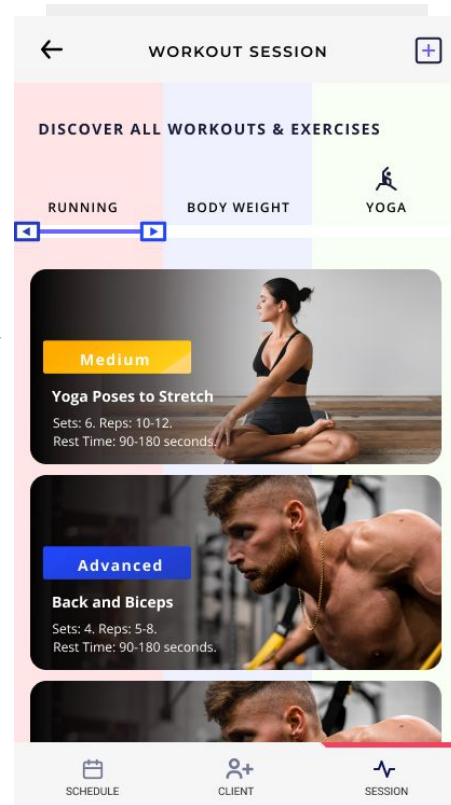 WORKOUT SESSION
DISCOVER ALL WORKOUTS & EXERCISES
RUNNING
BODY WEIGHT
YOGA
Medium
Yoga Poses to Stretch
Sets: 6. Reps: 10-12.
Rest Time: 90-180 seconds.
Advanced
Back and Biceps
Sets: 4. Reps: 5-8.
Rest Time: 90-180 seconds.
SCHEDULE
CLIENT
SESSION